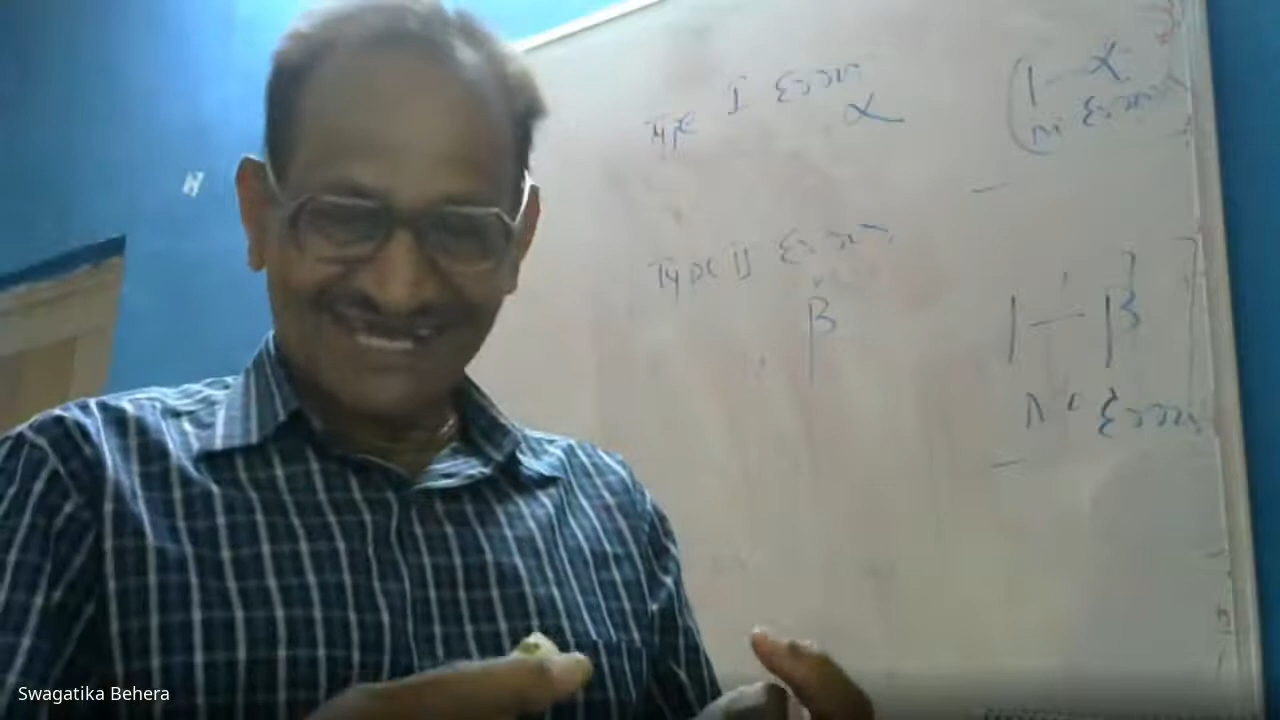 Type I Error
α
(1 - α
no Error
Type II Error
β
1 - β
No Error
Swagatika Behera